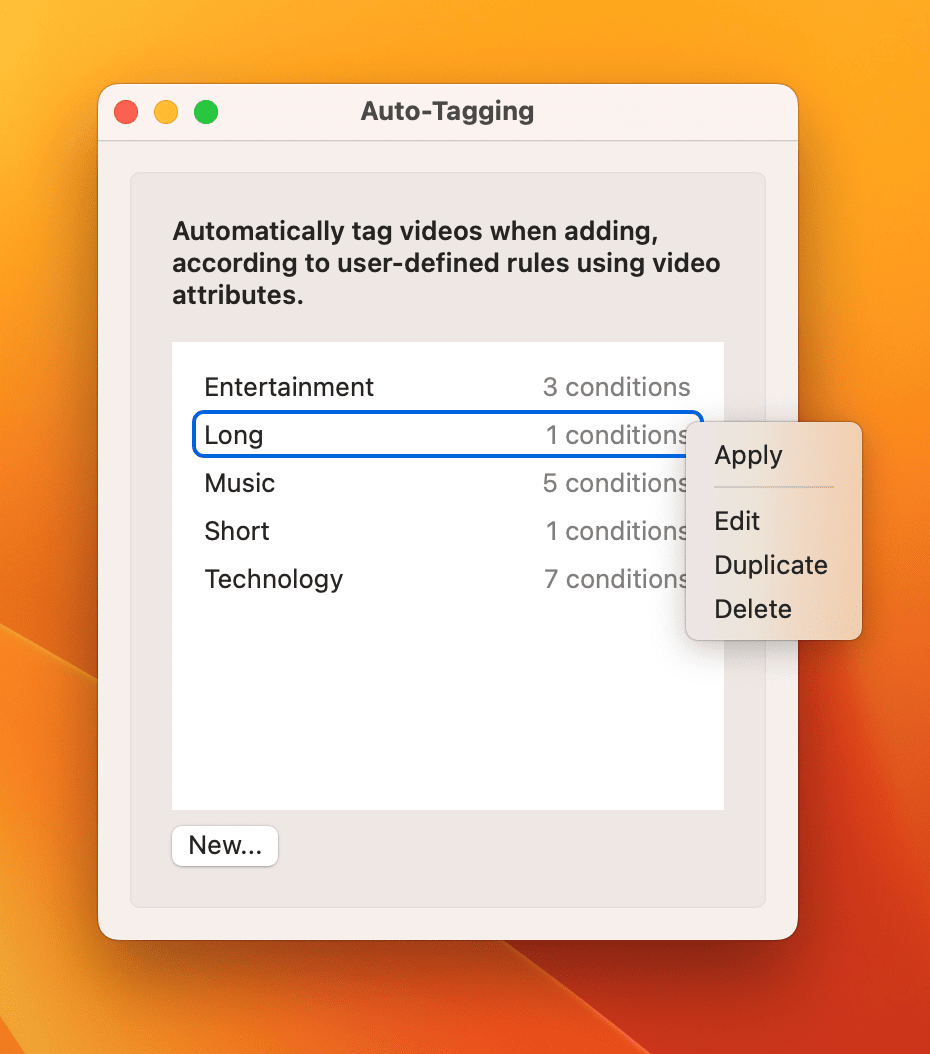 Auto-Tagging
Automatically tag videos when adding,
according to user-defined rules using video
attributes.
Entertainment 3 conditions
Long 1 conditions
Music 5 conditions
Short 1 conditions
Technology 7 conditions
Apply
Edit
Duplicate
Delete
New...